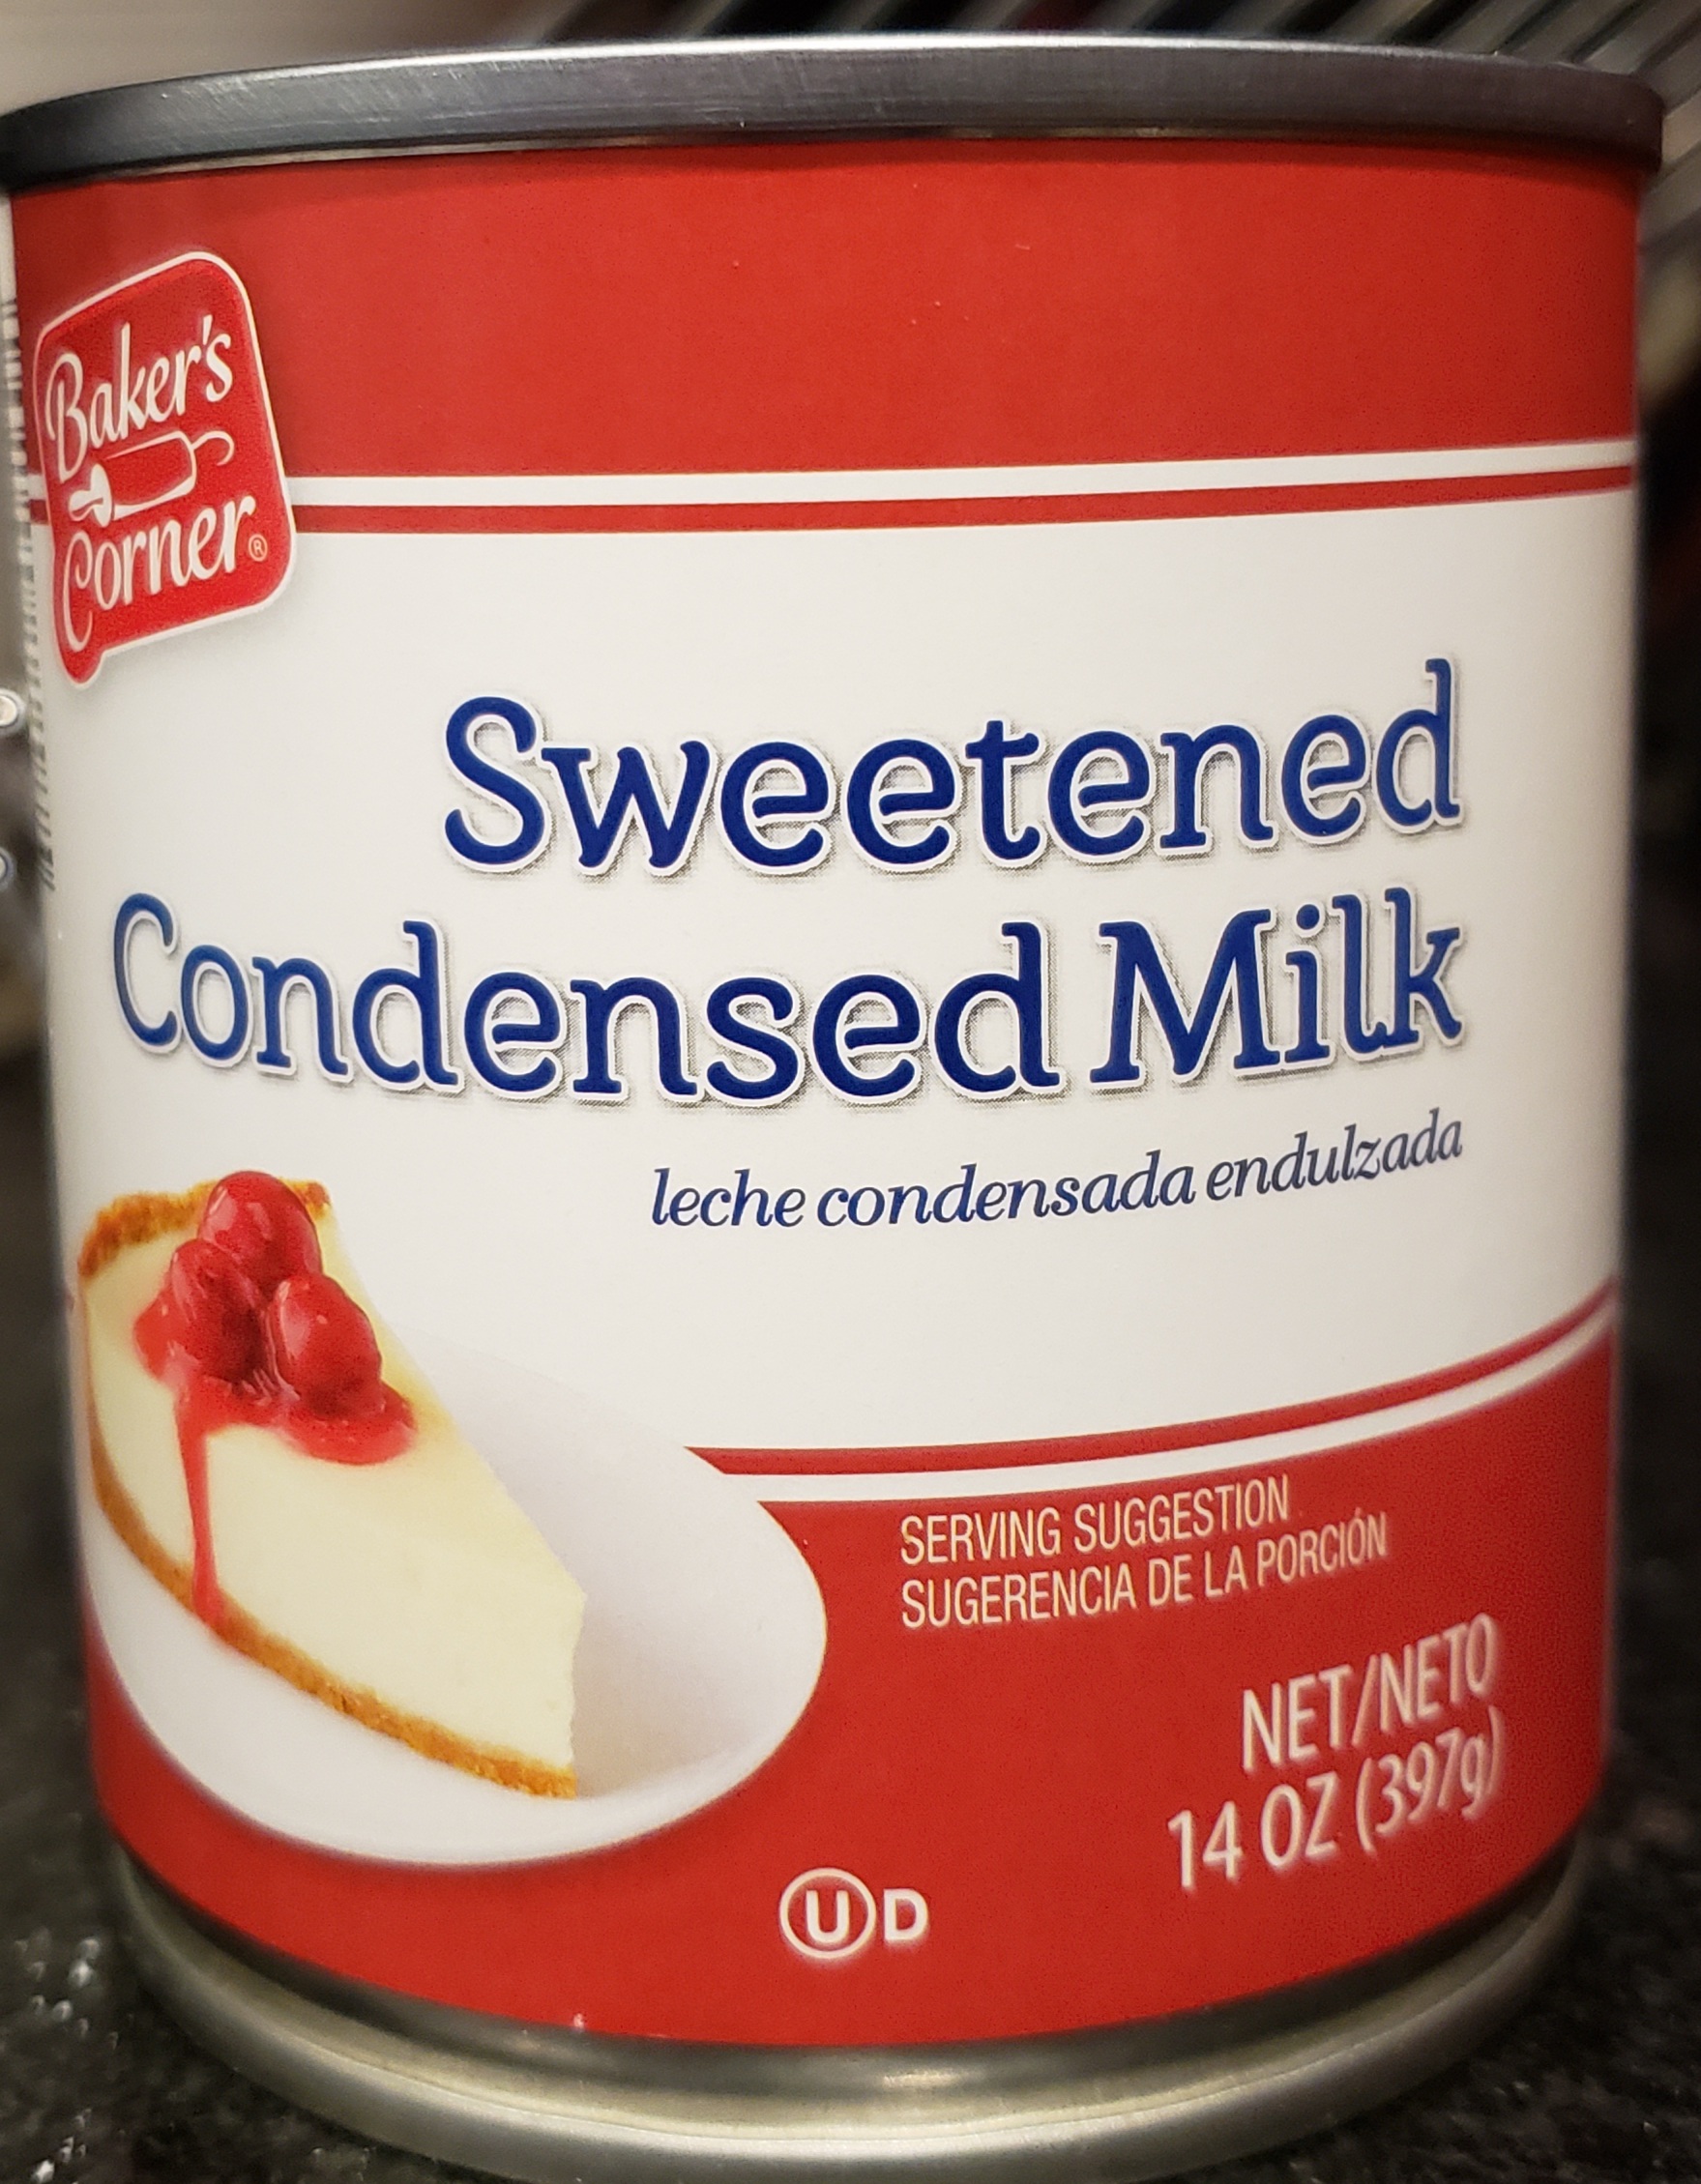 Baker's
Corner®
Sweetened
Condensed Milk
leche condensada endulzada
SERVING SUGGESTION
SUGERENCIA DE LA PORCIÓN
NET/NETO
14 OZ (397g)
U D